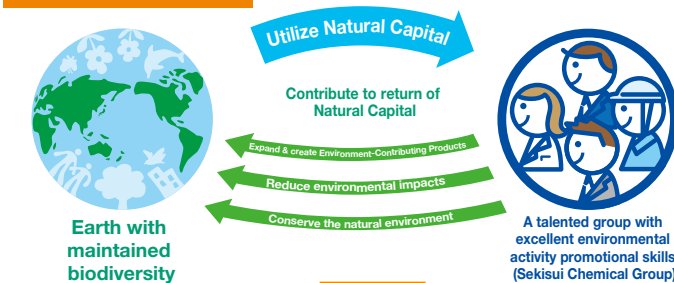 Utilize Natural Capital
Contribute to return of
Natural Capital
Expand & create Environment-Contributing Products
Reduce environmental impacts
Conserve the natural environment
Earth with
maintained
biodiversity
A talented group with
excellent environmental
activity promotional skills
(Sekisui Chemical Group)